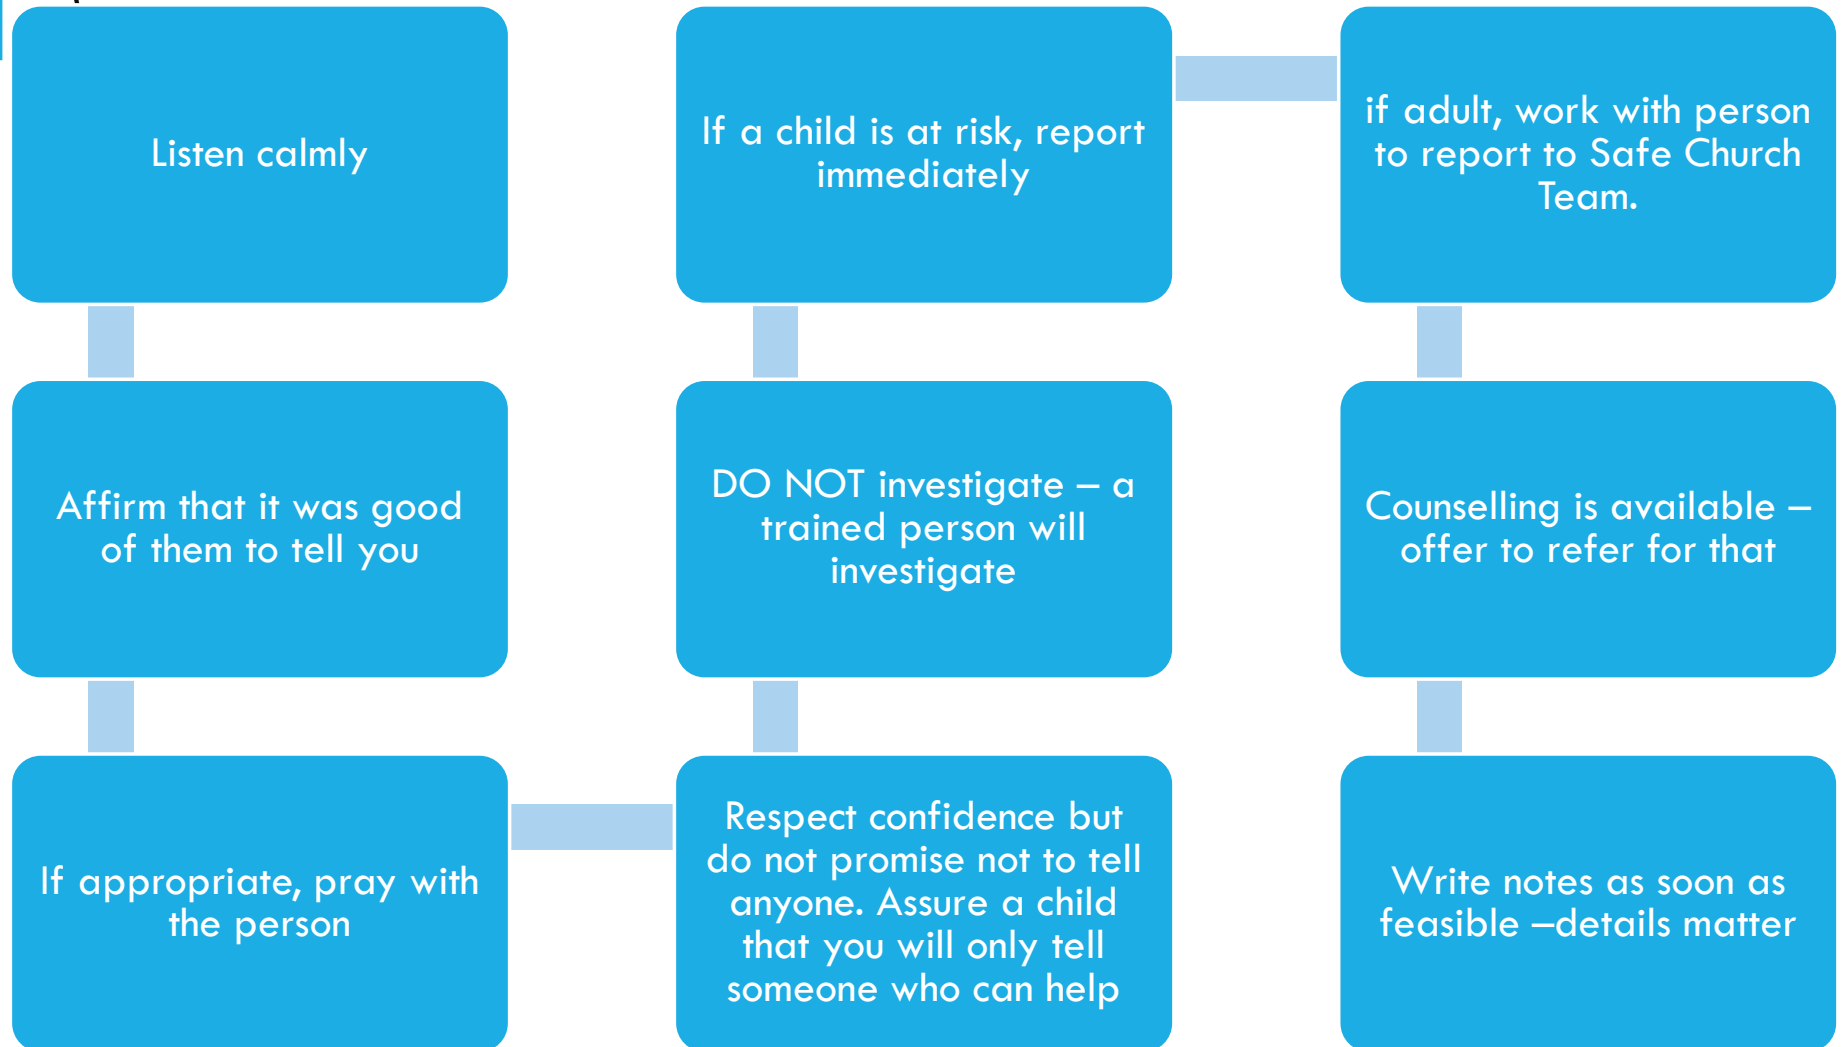 Listen calmly
Affirm that it was good
of them to tell you
If appropriate, pray with
the person
Respect confidence but
do not promise not to tell
anyone. Assure a child
that you will only tell
someone who can help
DO NOT investigate – a
trained person will
investigate
If a child is at risk, report
immediately
if adult, work with person
to report to Safe Church
Team.
Counselling is available –
offer to refer for that
Write notes as soon as
feasible –details matter